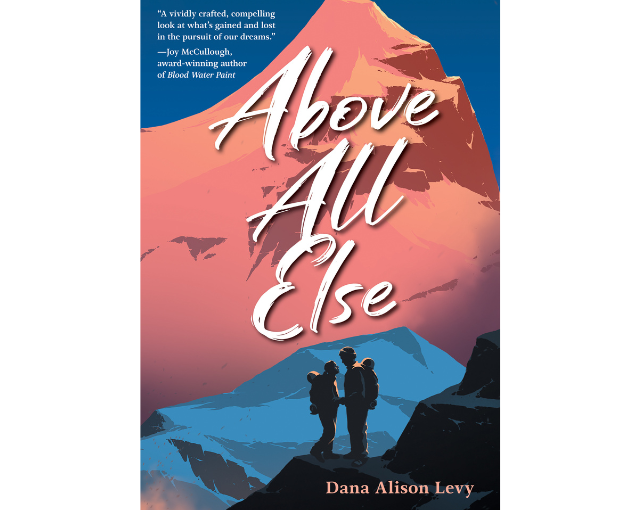 “A vividly crafted, compelling
look at what’s gained and lost
in the pursuit of our dreams.”
—Joy McCullough,
award-winning author
of Blood Water Paint
Above
All
Else
Dana Alison Levy